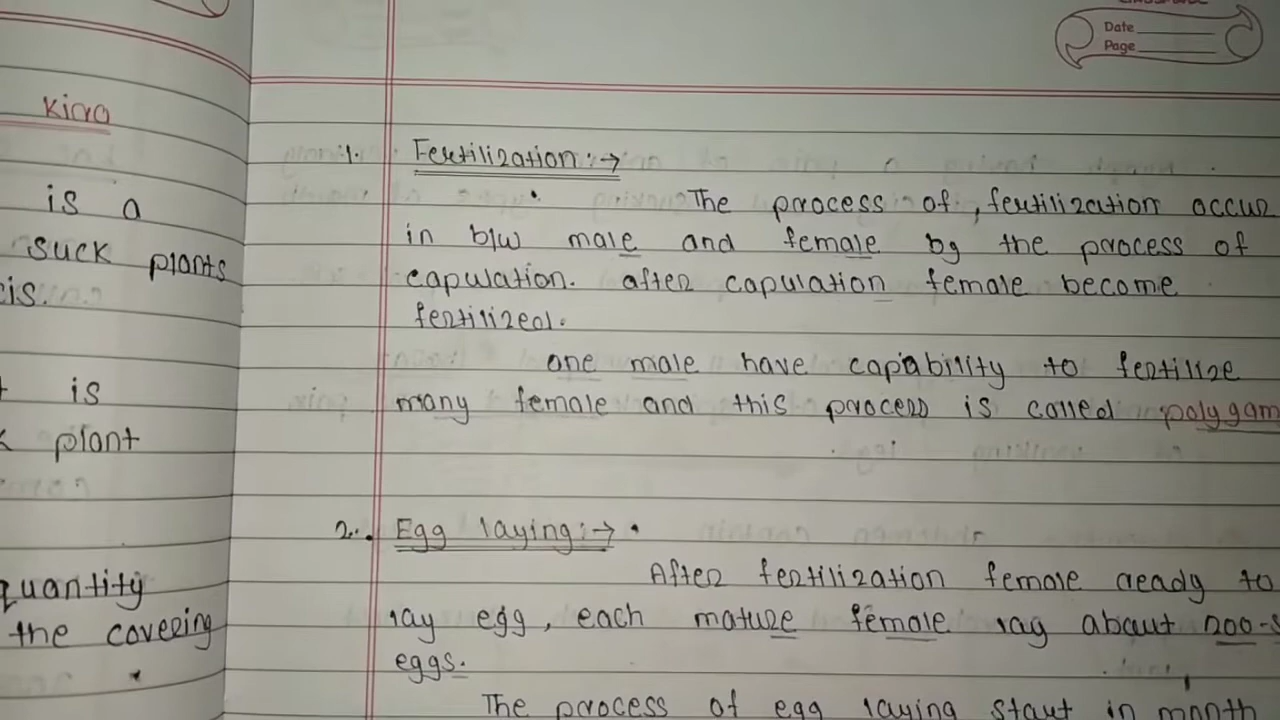 King
is a
suck plants
cis.
is
plant
quantity
the covering
Date
Page
1. Fertilization :→
The process of , fertilization occur
in b/w male and female by the process of
capulation. after capulation female become
fertilized.
one male have capability to fertilize
many female and this process is called polygam
2. Egg laying :→
After fertilization female ready to
lay egg, each mature female lay about 200-
eggs.
The process of egg laying start in month